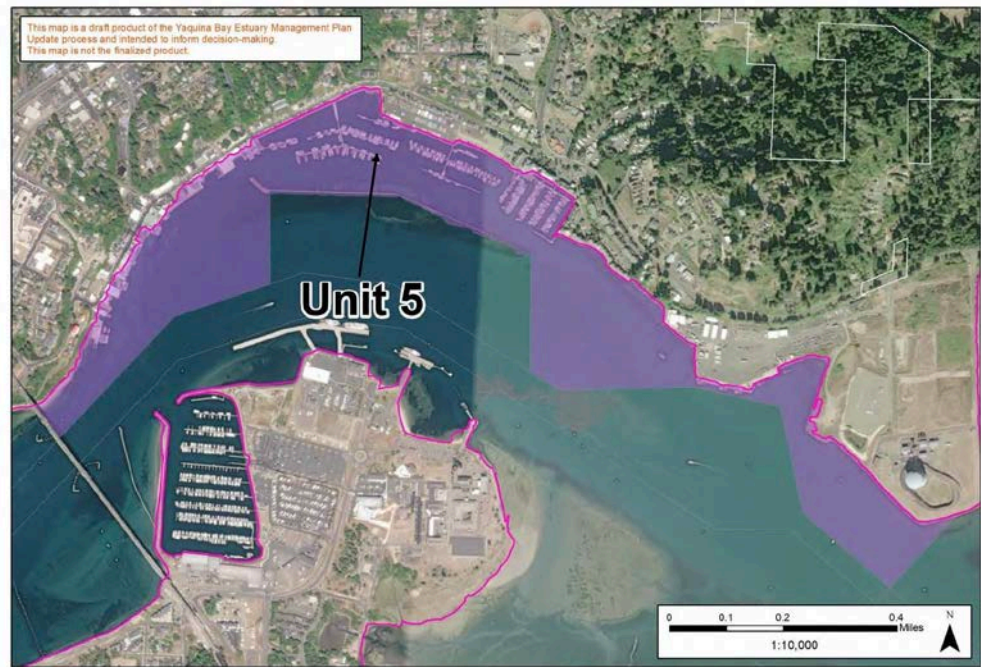 This map is a draft product of the Yaquina Bay Estuary Management Plan
Update process and intended to inform decision-making.
This map is not the finalized product.
Unit 5
0 0.1 0.2 0.4
Miles
1:10,000
N